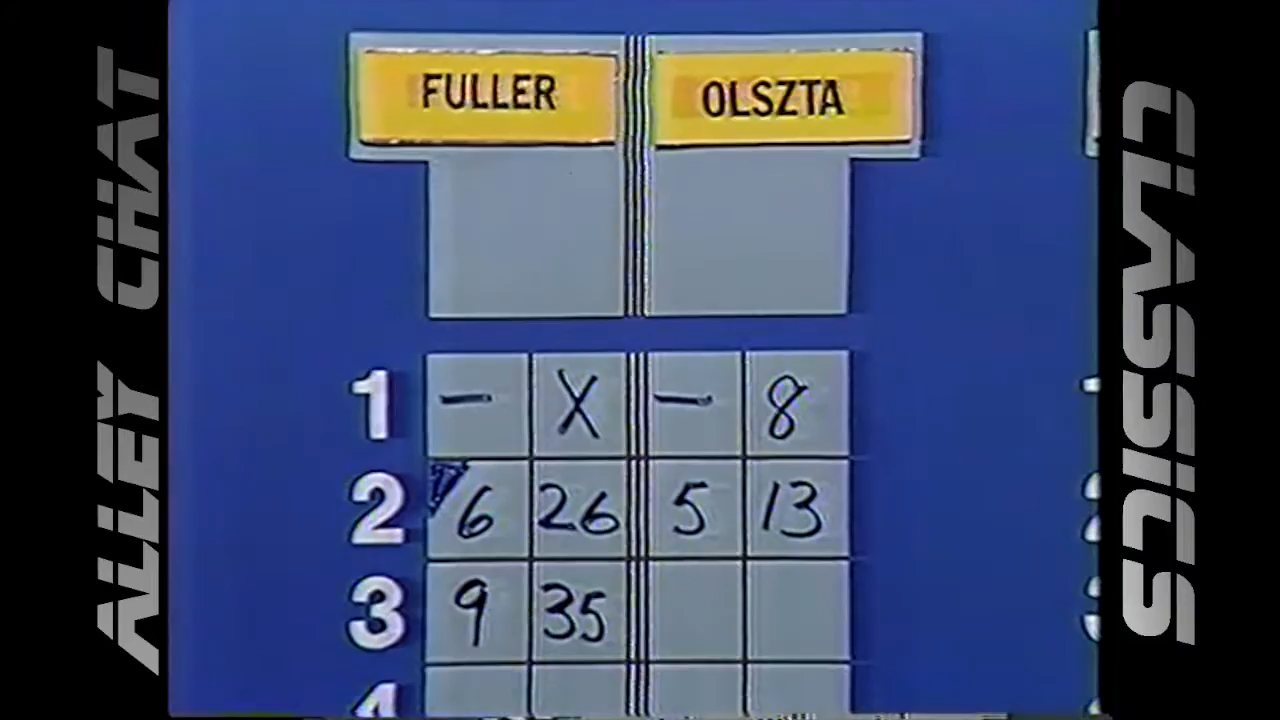 ALLEY CHAT
FULLER OLSZTA
1 – X – 8
2 6 26 5 13
3 9 35
4
CLASSICS